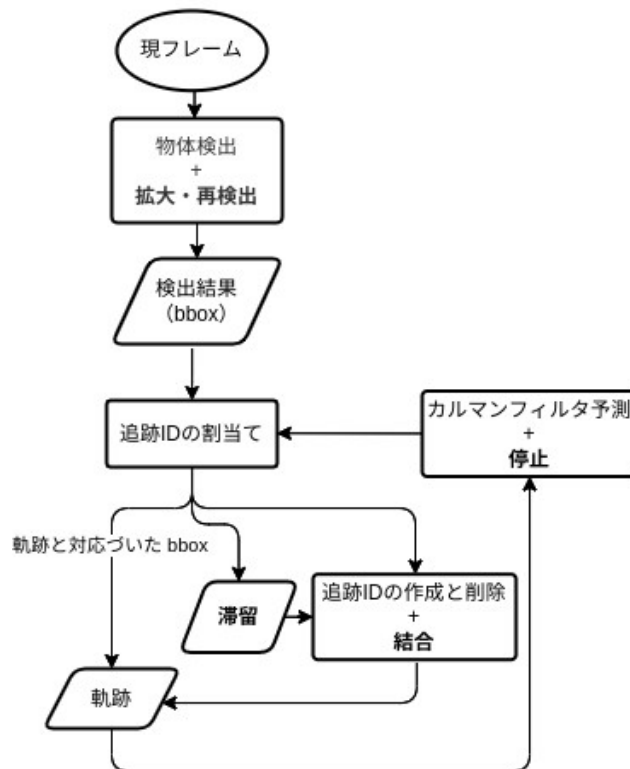 現フレーム
物体検出
+
拡大・再検出
検出結果
（bbox）
追跡IDの割当て
カルマンフィルタ予測
+
停止
軌跡と対応づいた bbox
滞留
追跡IDの作成と削除
+
結合
軌跡